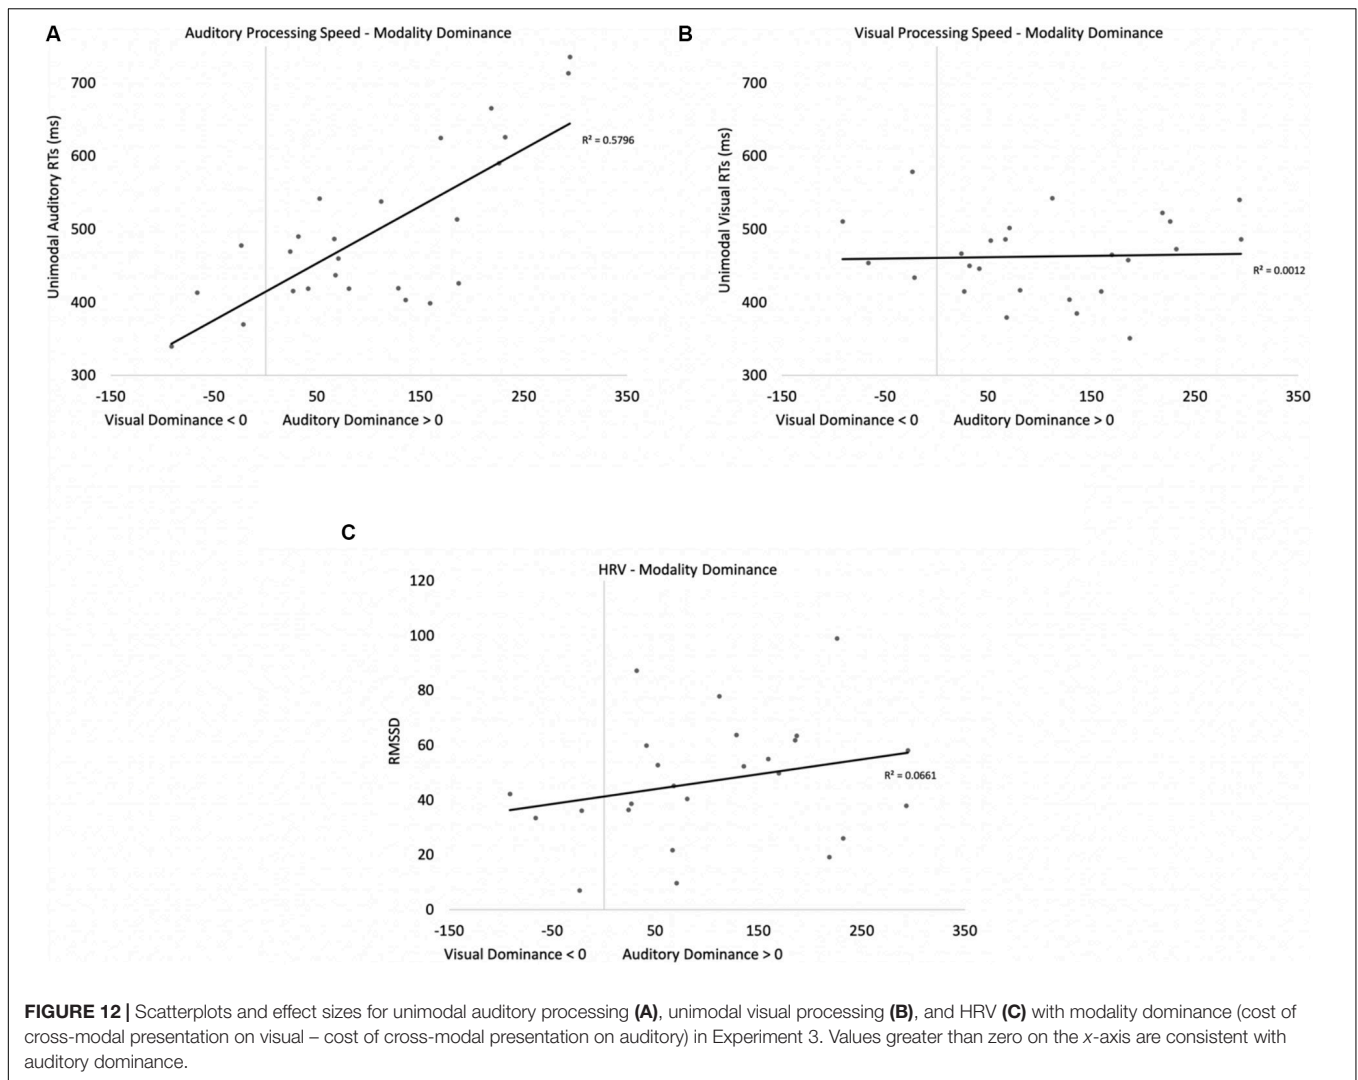 A
Auditory Processing Speed - Modality Dominance
Unimodal Auditory RTs (ms)
700
600
500
400
300
R² = 0.5796
-150 -50 50 150 250 350
Visual Dominance < 0 Auditory Dominance > 0
B
Visual Processing Speed - Modality Dominance
Unimodal Visual RTs (ms)
700
600
500
400
300
R² = 0.0012
-150 -50 50 150 250 350
Visual Dominance < 0 Auditory Dominance > 0
C
HRV - Modality Dominance
RMSSD
120
100
80
60
40
20
0
R² = 0.0661
-150 -50 50 150 250 350
Visual Dominance < 0 Auditory Dominance > 0
FIGURE 12 | Scatterplots and effect sizes for unimodal auditory processing (A), unimodal visual processing (B), and HRV (C) with modality dominance (cost of
cross-modal presentation on visual – cost of cross-modal presentation on auditory) in Experiment 3. Values greater than zero on the x-axis are consistent with
auditory dominance.